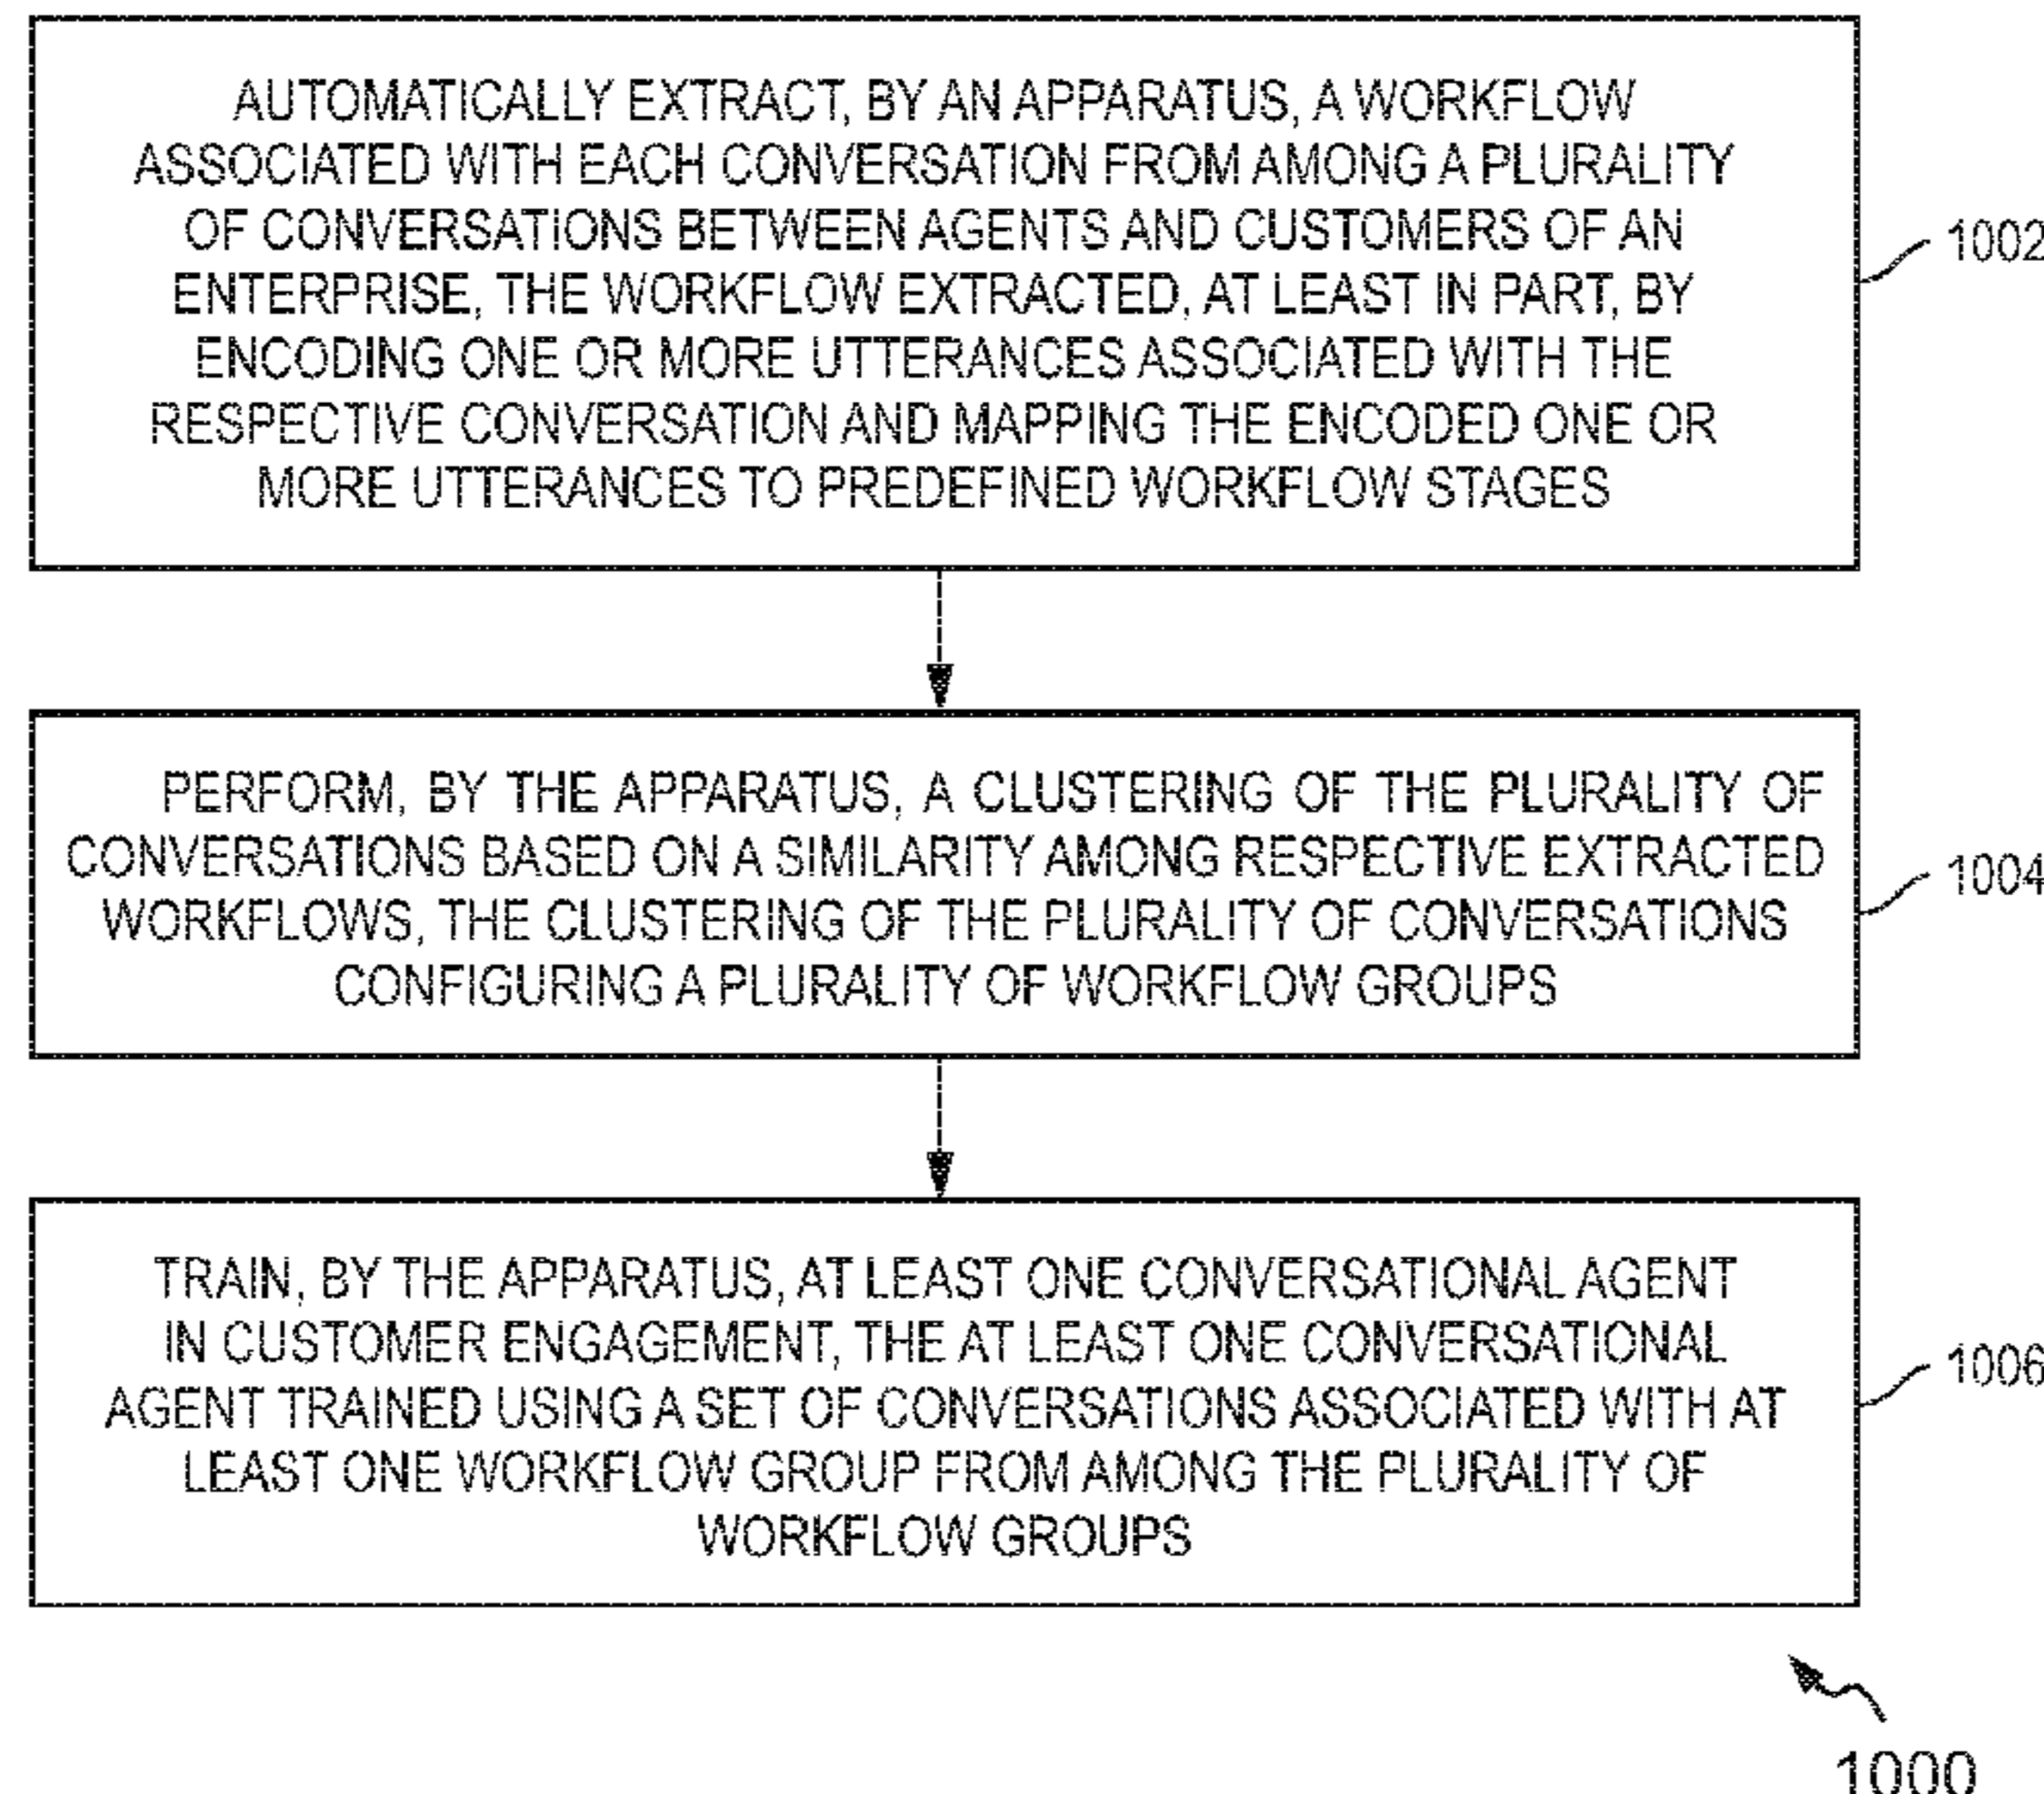 AUTOMATICALLY EXTRACT, BY AN APPARATUS, A WORKFLOW
ASSOCIATED WITH EACH CONVERSATION FROM AMONG A PLURALITY
OF CONVERSATIONS BETWEEN AGENTS AND CUSTOMERS OF AN
ENTERPRISE, THE WORKFLOW EXTRACTED, AT LEAST IN PART, BY
ENCODING ONE OR MORE UTTERANCES ASSOCIATED WITH THE
RESPECTIVE CONVERSATION AND MAPPING THE ENCODED ONE OR
MORE UTTERANCES TO PREDEFINED WORKFLOW STAGES
1002
PERFORM, BY THE APPARATUS, A CLUSTERING OF THE PLURALITY OF
CONVERSATIONS BASED ON A SIMILARITY AMONG RESPECTIVE EXTRACTED
WORKFLOWS, THE CLUSTERING OF THE PLURALITY OF CONVERSATIONS
CONFIGURING A PLURALITY OF WORKFLOW GROUPS
1004
TRAIN, BY THE APPARATUS, AT LEAST ONE CONVERSATIONAL AGENT
IN CUSTOMER ENGAGEMENT, THE AT LEAST ONE CONVERSATIONAL
AGENT TRAINED USING A SET OF CONVERSATIONS ASSOCIATED WITH AT
LEAST ONE WORKFLOW GROUP FROM AMONG THE PLURALITY OF
WORKFLOW GROUPS
1006
1000